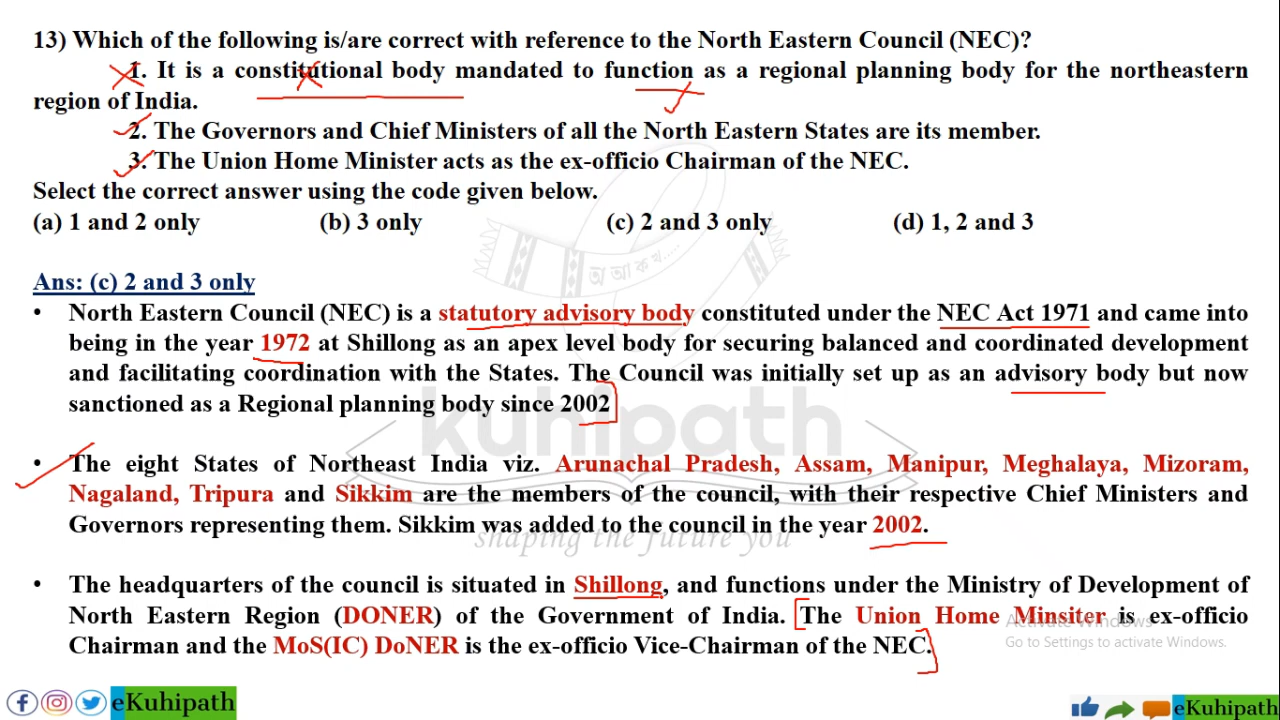 13) Which of the following is/are correct with reference to the North Eastern Council (NEC)?
1. It is a constitutional body mandated to function as a regional planning body for the northeastern
region of India.
2. The Governors and Chief Ministers of all the North Eastern States are its member.
3. The Union Home Minister acts as the ex-officio Chairman of the NEC.
Select the correct answer using the code given below.
(a) 1 and 2 only (b) 3 only (c) 2 and 3 only (d) 1, 2 and 3
অ আ ক খ....
Ans: (c) 2 and 3 only
• North Eastern Council (NEC) is a statutory advisory body constituted under the NEC Act 1971 and came into
being in the year 1972 at Shillong as an apex level body for securing balanced and coordinated development
and facilitating coordination with the States. The Council was initially set up as an advisory body but now
sanctioned as a Regional planning body since 2002
kuhipath
• The eight States of Northeast India viz. Arunachal Pradesh, Assam, Manipur, Meghalaya, Mizoram,
Nagaland, Tripura and Sikkim are the members of the council, with their respective Chief Ministers and
Governors representing them. Sikkim was added to the council in the year 2002.
shaping the future you
• The headquarters of the council is situated in Shillong, and functions under the Ministry of Development of
North Eastern Region (DONER) of the Government of India. The Union Home Minsiter is ex-officio
Chairman and the MoS(IC) DoNER is the ex-officio Vice-Chairman of the NEC.
Activate Windows
Go to Settings to activate Windows.
eKuhipath
eKuhipath